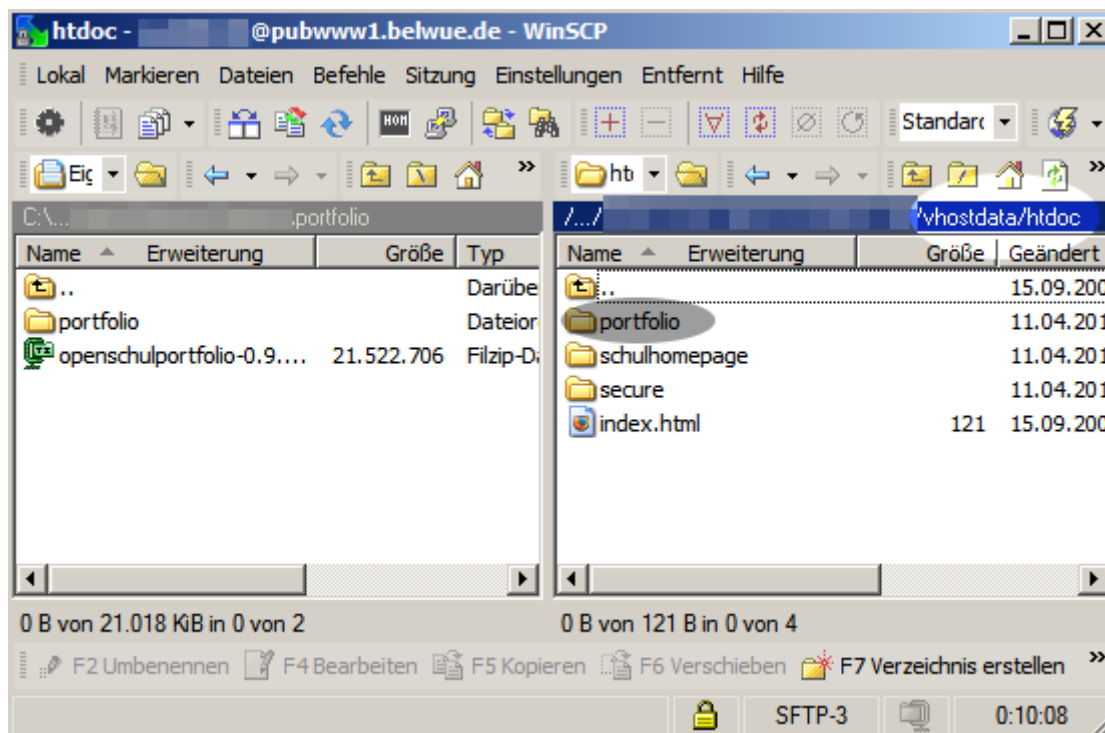 htdoc - @pubwww1.belwue.de - WinSCP
Lokal Markieren Dateien Befehle Sitzung Einstellungen Entfernt Hilfe
Standar
Eig ht
C:\... .portfolio /.../ /vhostdata/htdoc
Name Erweiterung Größe Typ Name Erweiterung Größe Geändert
.. Darübe .. 15.09.200
portfolio Dateior portfolio 11.04.201
openschulportfolio-0.9.... 21.522.706 Filzip-Da schulhomepage 11.04.201
secure 11.04.201
index.html 121 15.09.200
0 B von 21.018 KiB in 0 von 2 0 B von 121 B in 0 von 4
F2 Umbenennen F4 Bearbeiten F5 Kopieren F6 Verschieben F7 Verzeichnis erstellen
SFTP-3 0:10:08